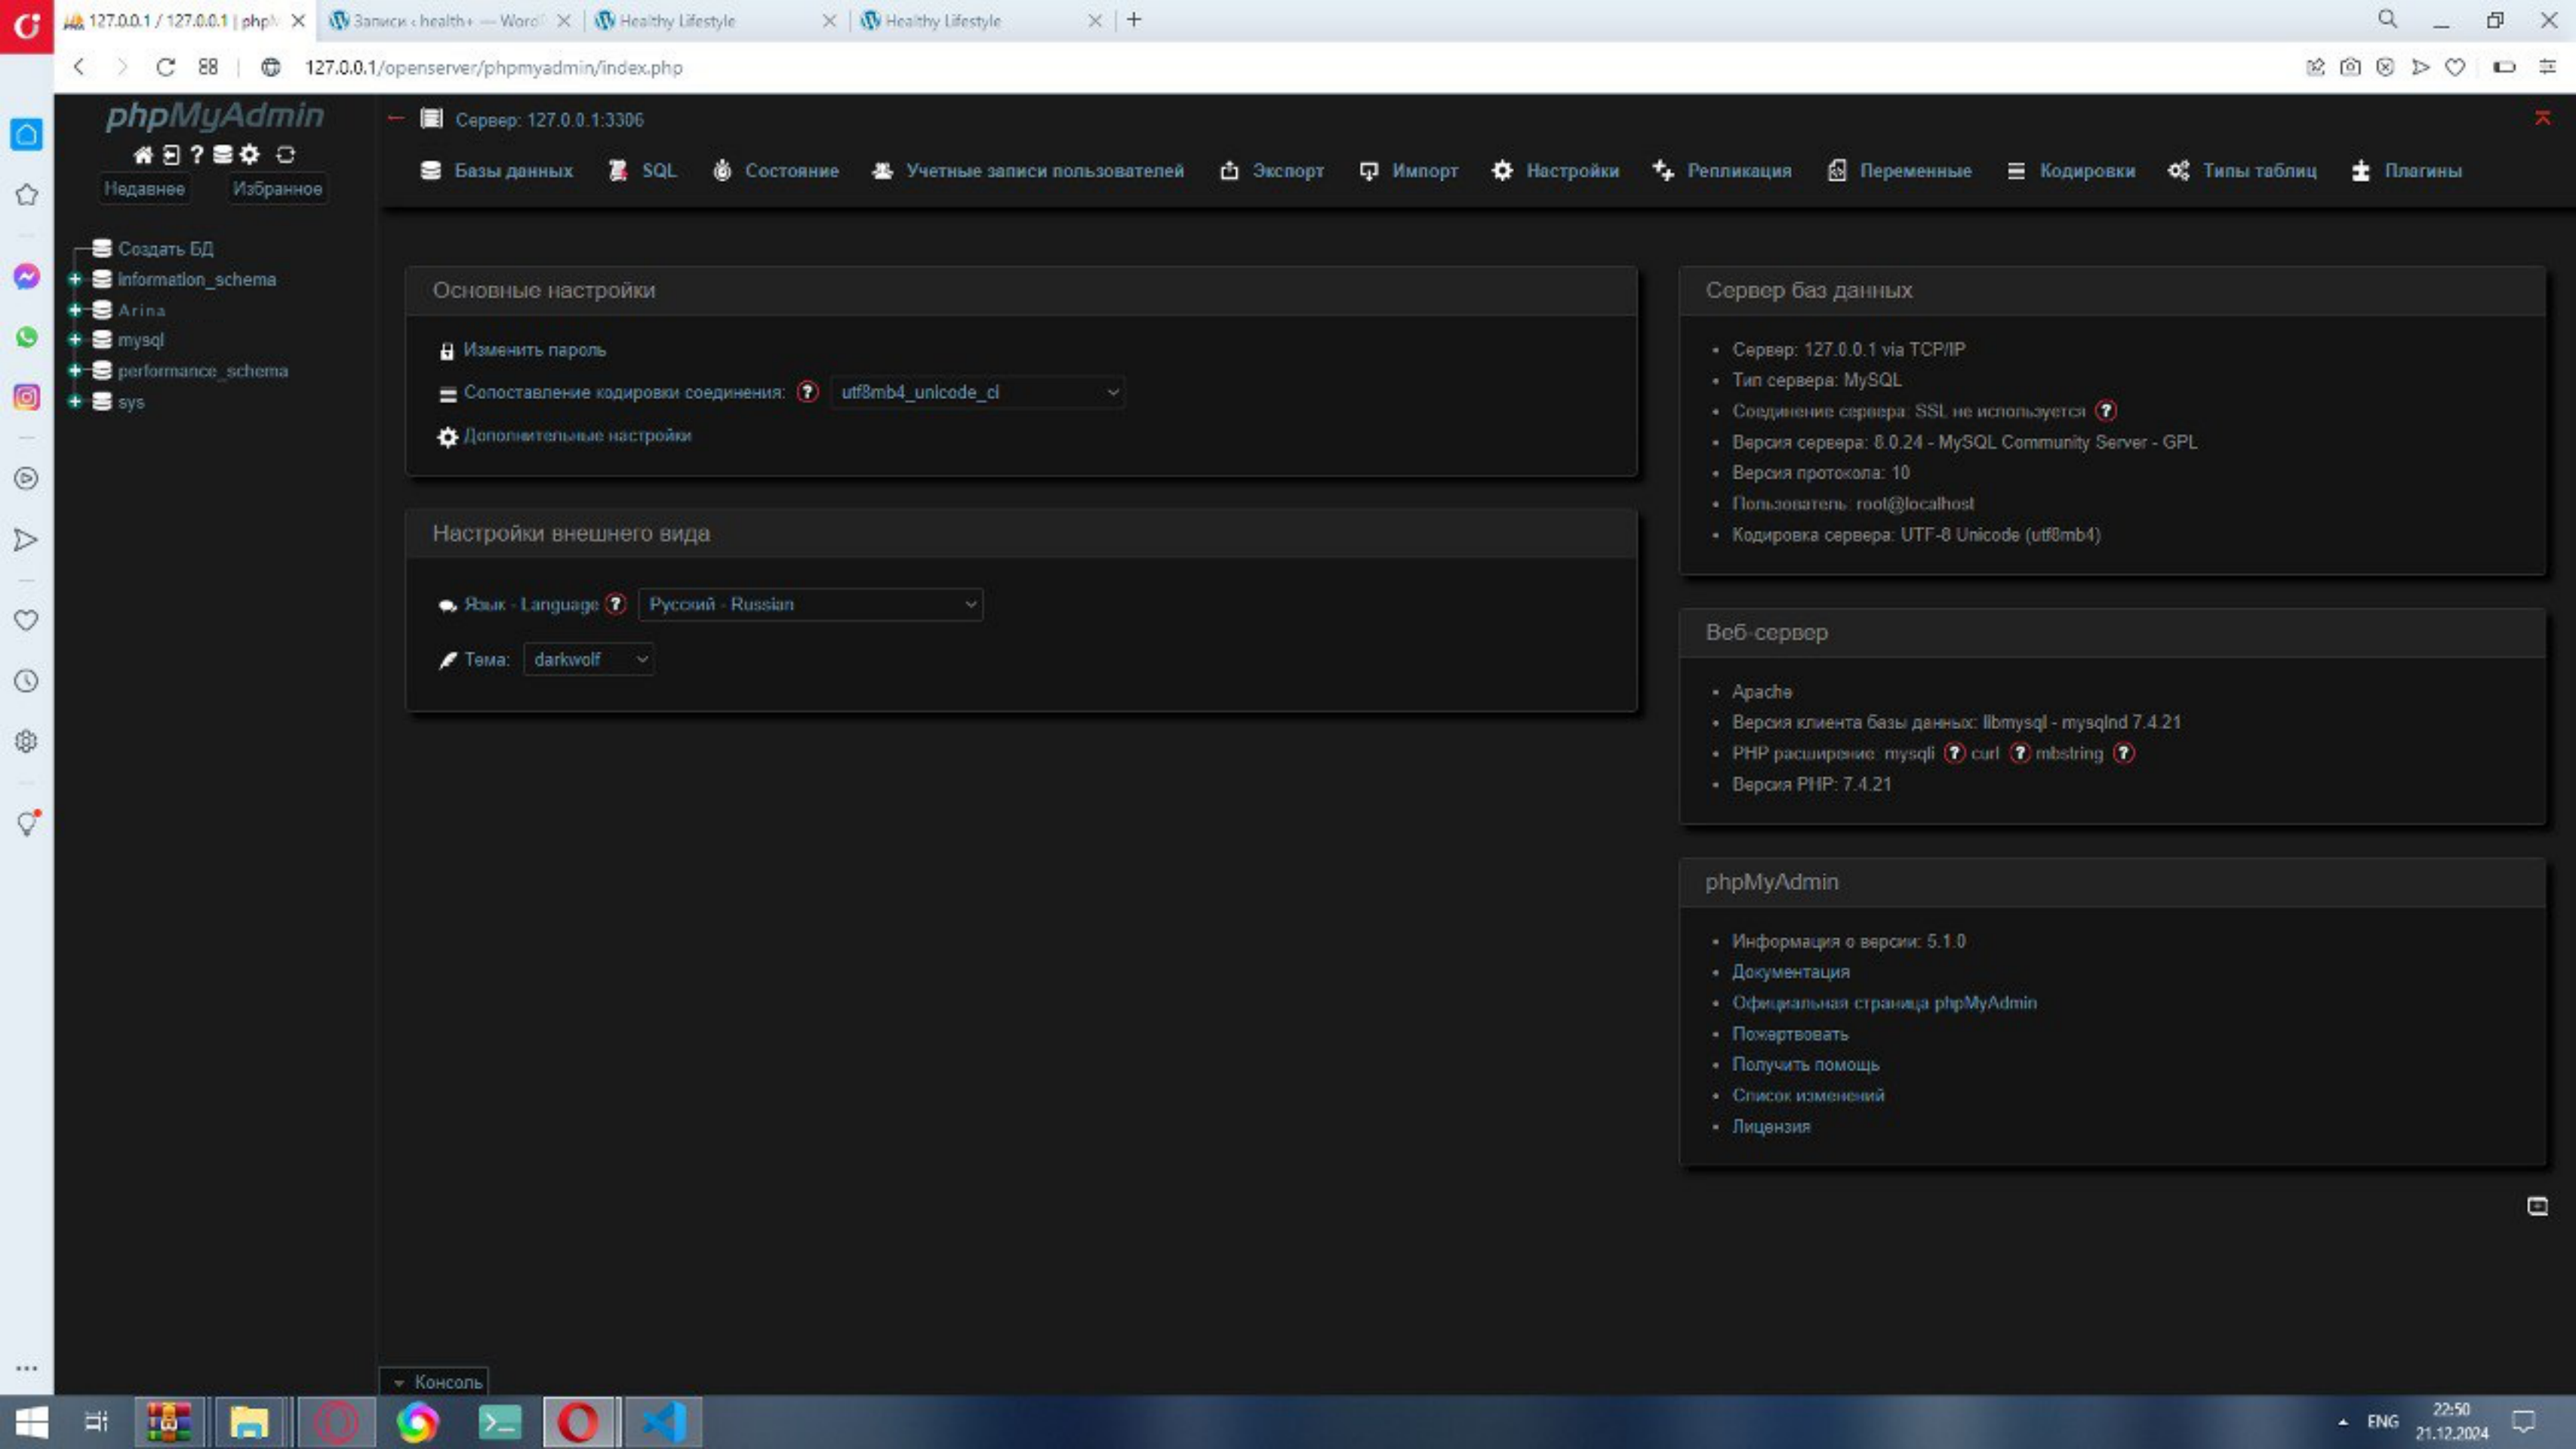 127.0.0.1 / 127.0.0.1 | phpM
Записи ‹ health+ — Word
Healthy Lifestyle
Healthy Lifestyle
127.0.0.1/openserver/phpmyadmin/index.php
phpMyAdmin
Недавнее
Избранное
Создать БД
information_schema
Arina
mysql
performance_schema
sys
Сервер: 127.0.0.1:3306
Базы данных
SQL
Состояние
Учетные записи пользователей
Экспорт
Импорт
Настройки
Репликация
Переменные
Кодировки
Типы таблиц
Плагины
Основные настройки
Изменить пароль
Сопоставление кодировки соединения: utf8mb4_unicode_ci
Дополнительные настройки
Настройки внешнего вида
Язык - Language Русский - Russian
Тема: darkwolf
Сервер баз данных
Сервер: 127.0.0.1 via TCP/IP
Тип сервера: MySQL
Соединение сервера: SSL не используется
Версия сервера: 8.0.24 - MySQL Community Server - GPL
Версия протокола: 10
Пользователь: root@localhost
Кодировка сервера: UTF-8 Unicode (utf8mb4)
Веб-сервер
Apache
Версия клиента базы данных: libmysql - mysqlnd 7.4.21
PHP расширение: mysqli curl mbstring
Версия PHP: 7.4.21
phpMyAdmin
Информация о версии: 5.1.0
Документация
Официальная страница phpMyAdmin
Пожертвовать
Получить помощь
Список изменений
Лицензия
Консоль
ENG
22:50
21.12.2024